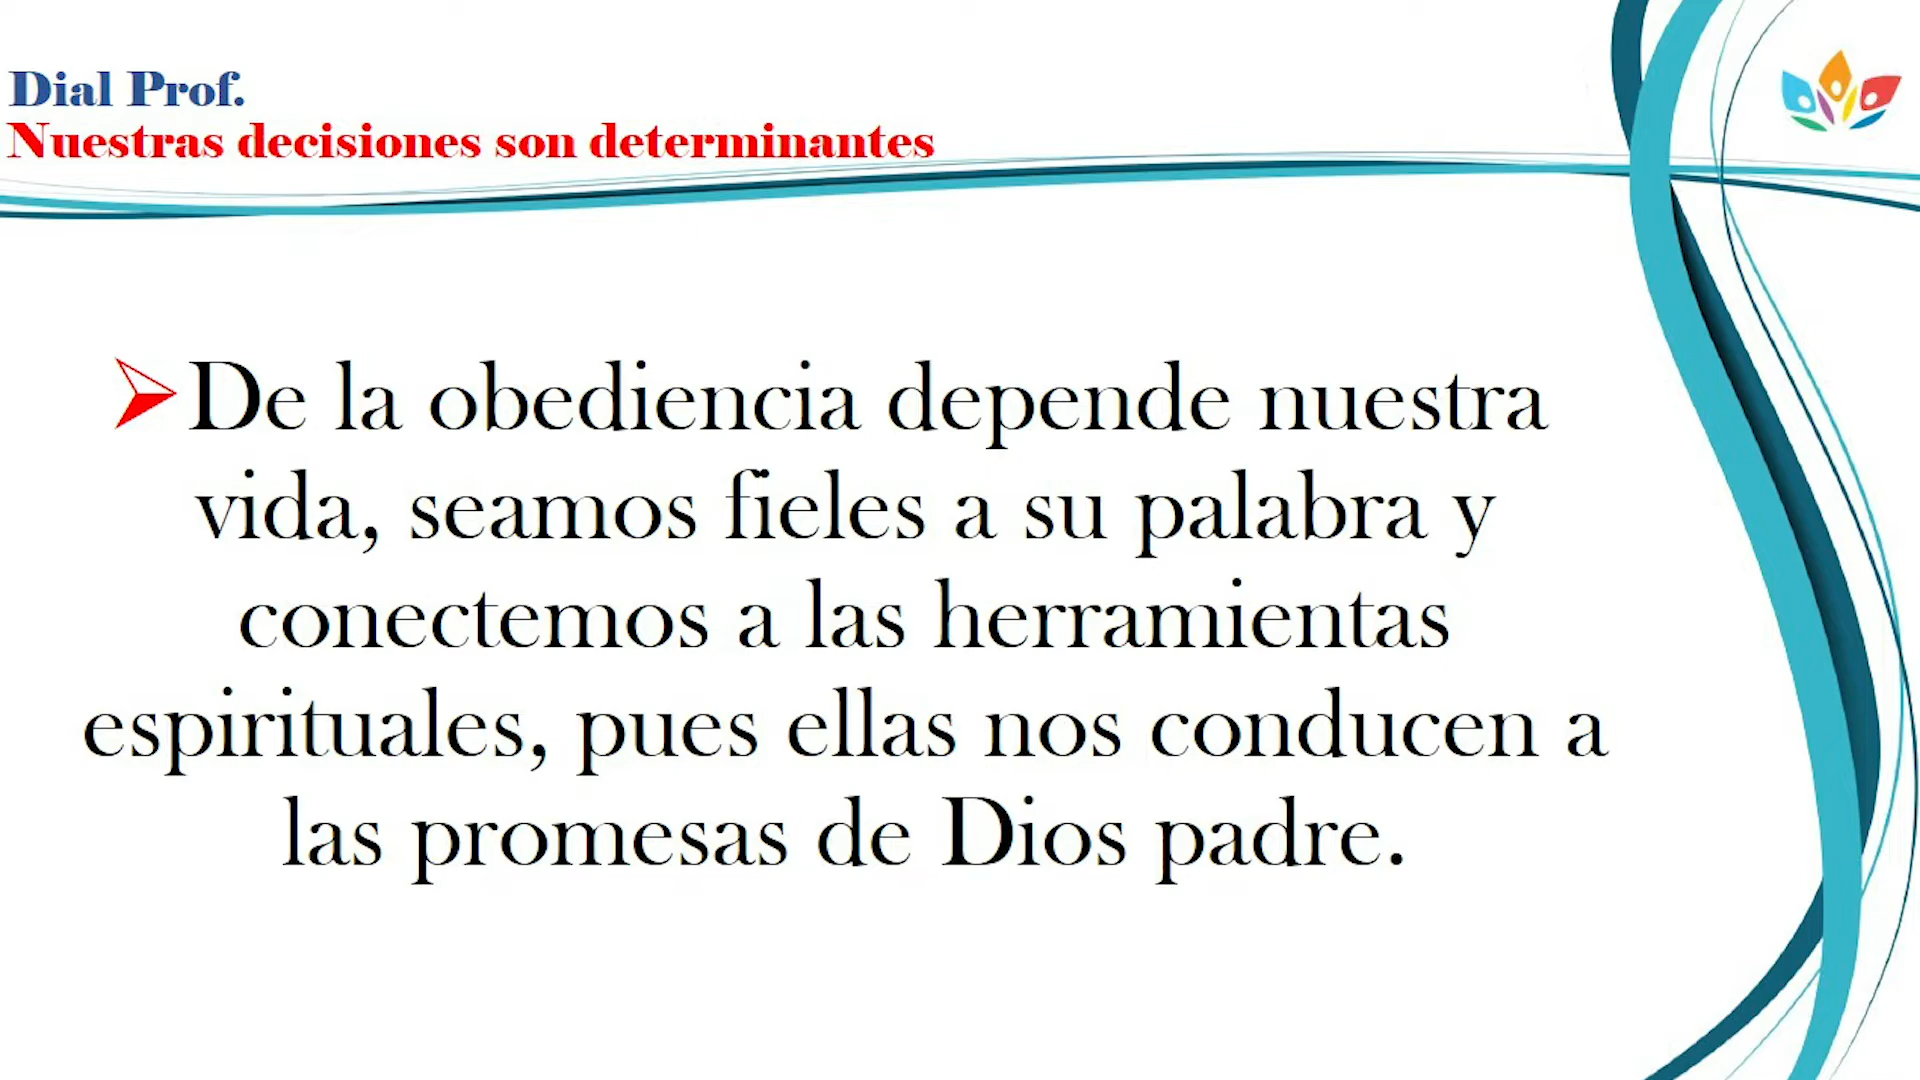 Dial Prof.
Nuestras decisiones son determinantes
De la obediencia depende nuestra
vida, seamos fieles a su palabra y
conectemos a las herramientas
espirituales, pues ellas nos conducen a
las promesas de Dios padre.